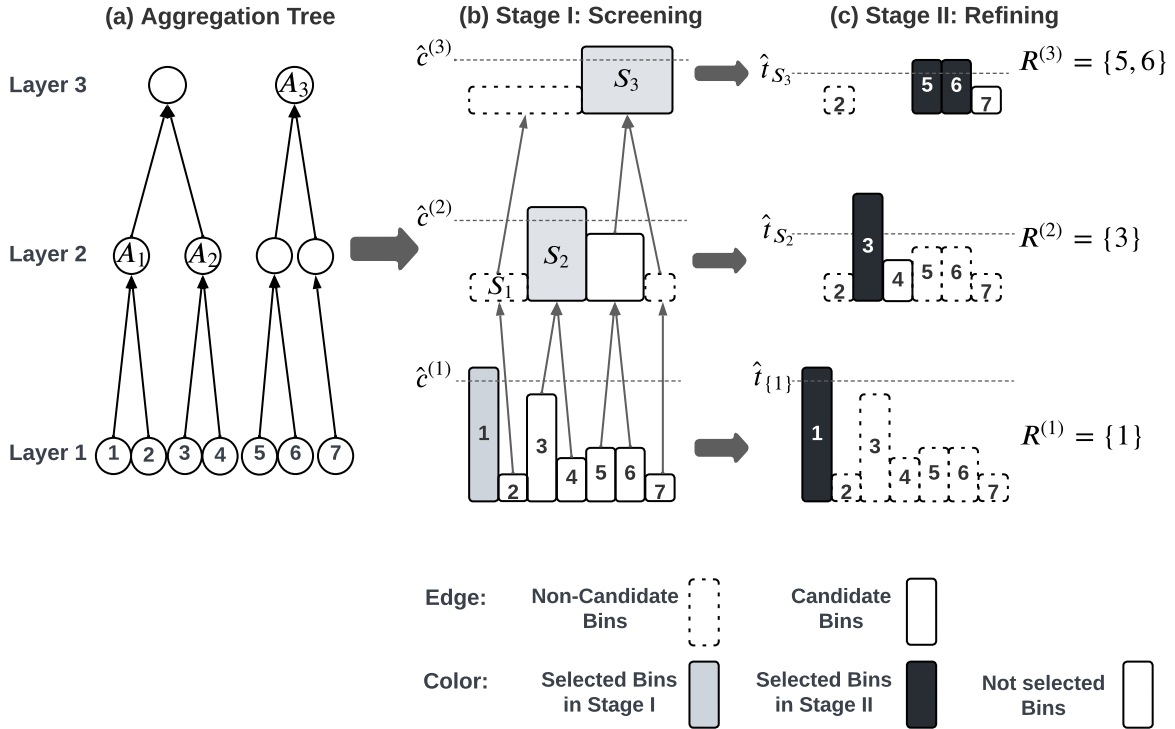 (a) Aggregation Tree
(b) Stage I: Screening
(c) Stage II: Refining
Layer 3
A₃
ĉ⁽³⁾
S₃
t̂_{S₃}
2
5
6
7
R⁽³⁾ = {5, 6}
Layer 2
A₁
A₂
ĉ⁽²⁾
S₁
S₂
t̂_{S₂}
2
3
4
5
6
7
R⁽²⁾ = {3}
Layer 1
1
2
3
4
5
6
7
ĉ⁽¹⁾
1
2
3
4
5
6
7
t̂_{{1}}
1
2
3
4
5
6
7
R⁽¹⁾ = {1}
Edge:
Non-Candidate
Bins
Candidate
Bins
Color:
Selected Bins
in Stage I
Selected Bins
in Stage II
Not selected
Bins